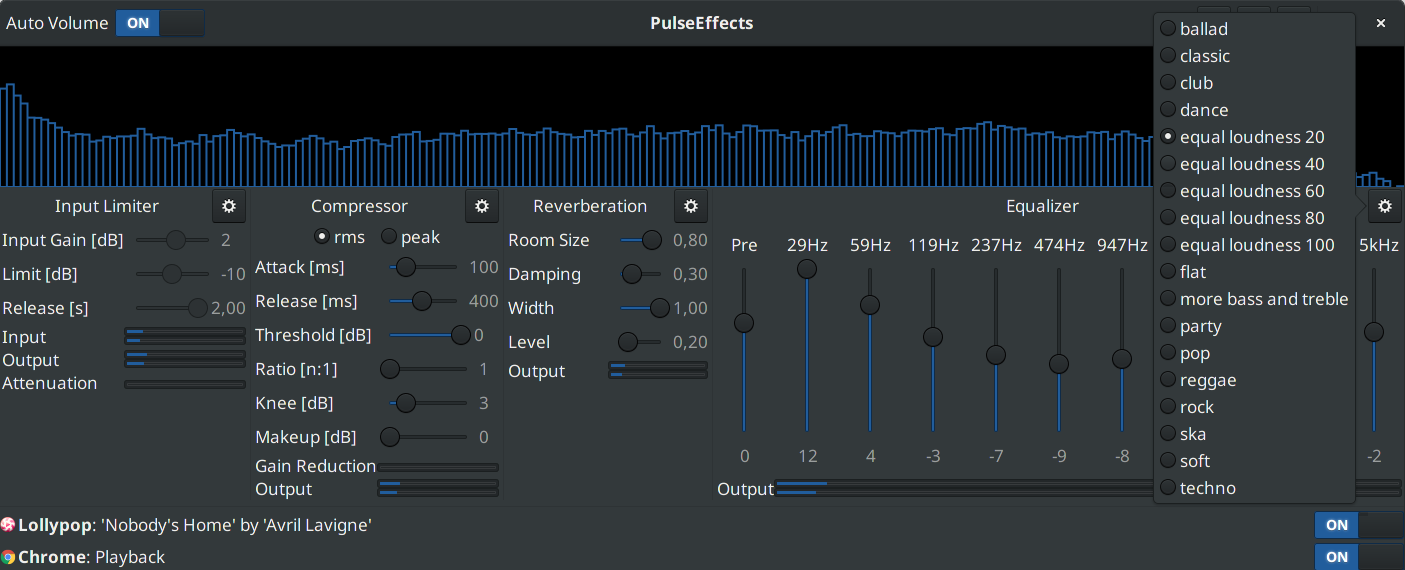 Auto Volume ON
PulseEffects
Input Limiter
Input Gain [dB] 2
Limit [dB] -10
Release [s] 2,00
Input
Output
Attenuation
Compressor
rms peak
Attack [ms] 100
Release [ms] 400
Threshold [dB] 0
Ratio [n:1] 1
Knee [dB] 3
Makeup [dB] 0
Gain Reduction
Output
Reverberation
Room Size 0,80
Damping 0,30
Width 1,00
Level 0,20
Output
Equalizer
Pre 29Hz 59Hz 119Hz 237Hz 474Hz 947Hz 5kHz
0 12 4 -3 -7 -9 -8 -2
Output
ballad
classic
club
dance
equal loudness 20
equal loudness 40
equal loudness 60
equal loudness 80
equal loudness 100
flat
more bass and treble
party
pop
reggae
rock
ska
soft
techno
Lollypop: 'Nobody's Home' by 'Avril Lavigne' ON
Chrome: Playback ON